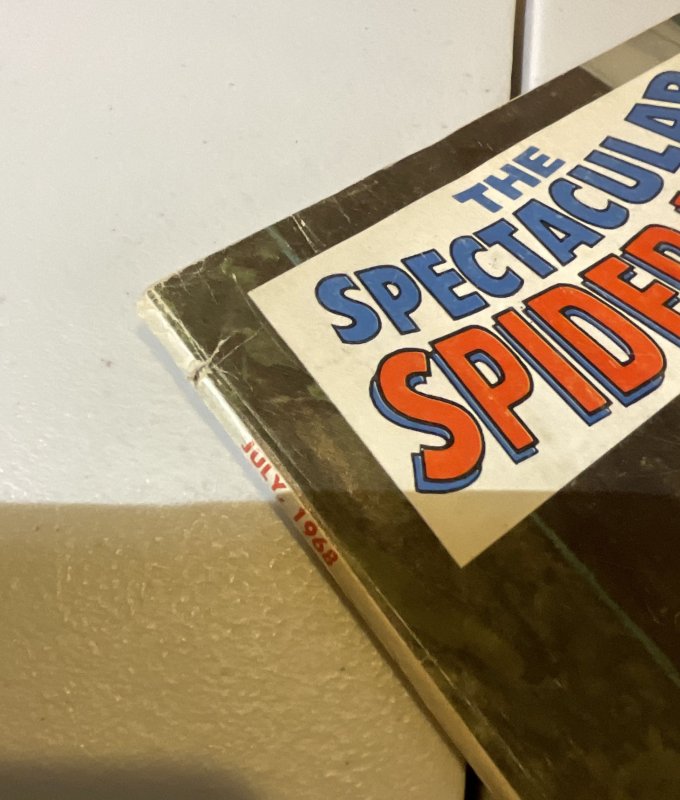 THE
SPECTACULAR
SPIDER
JULY, 1968